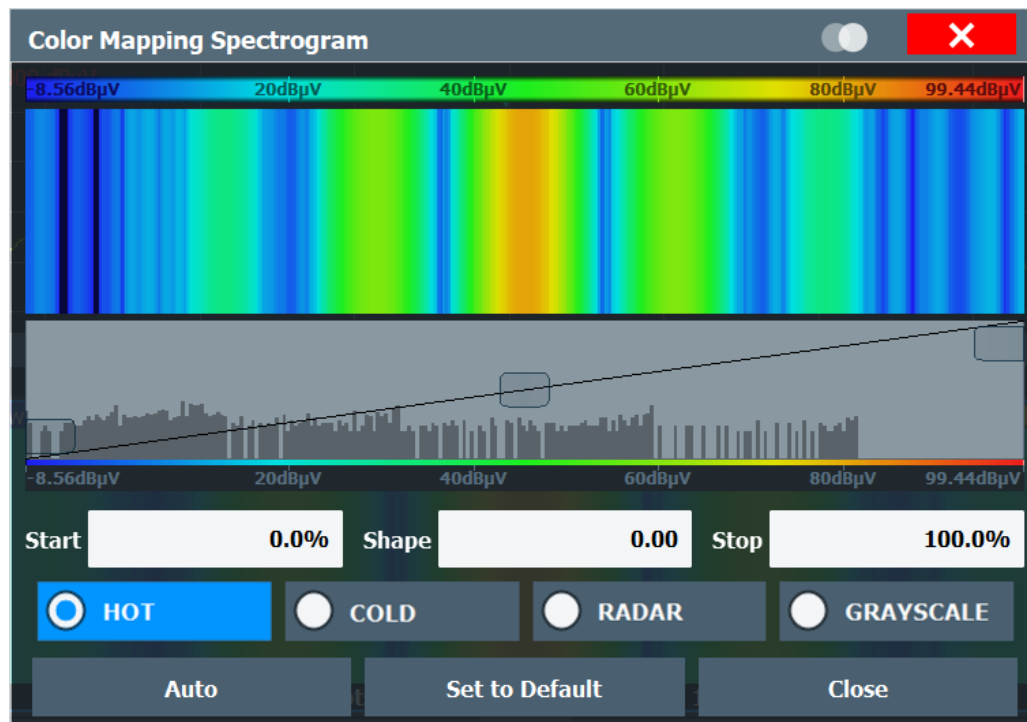 Color Mapping Spectrogram
-8.56dBµV 20dBµV 40dBµV 60dBµV 80dBµV 99.44dBµV
-8.56dBµV 20dBµV 40dBµV 60dBµV 80dBµV 99.44dBµV
Start 0.0% Shape 0.00 Stop 100.0%
HOT COLD RADAR GRAYSCALE
Auto Set to Default Close